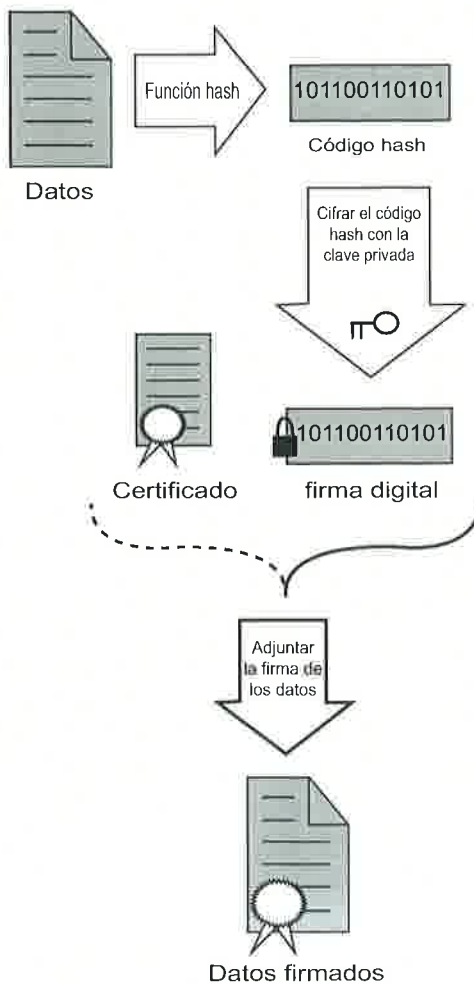 Función hash
101100110101
Código hash
Datos
Cifrar el código
hash con la
clave privada
101100110101
Certificado
firma digital
Adjuntar
la firma de
los datos
Datos firmados